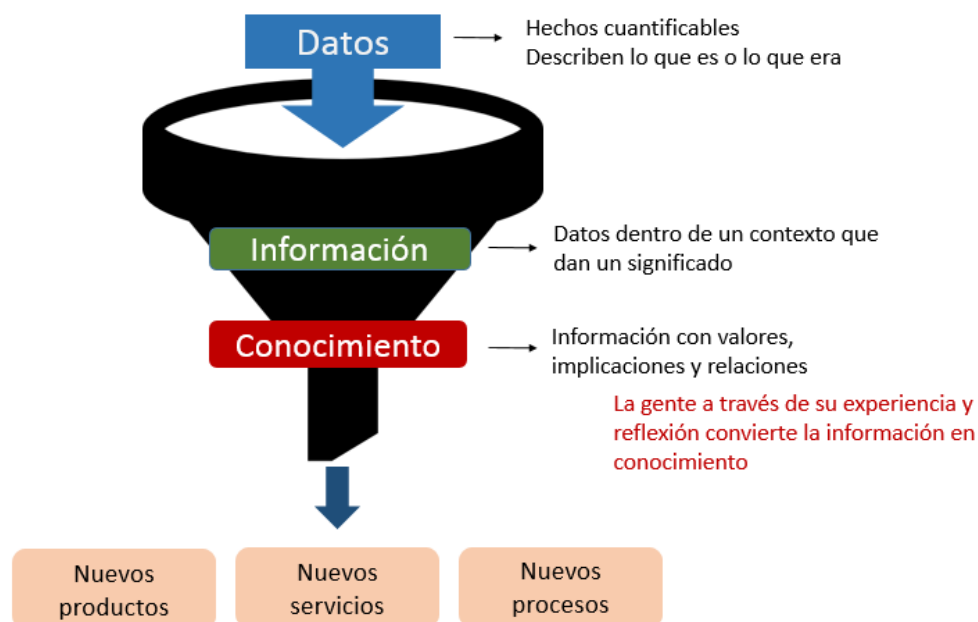 Datos
Hechos cuantificables
Describen lo que es o lo que era
Información
Datos dentro de un contexto que
dan un significado
Conocimiento
Información con valores,
implicaciones y relaciones
La gente a través de su experiencia y
reflexión convierte la información en
conocimiento
Nuevos
productos
Nuevos
servicios
Nuevos
procesos